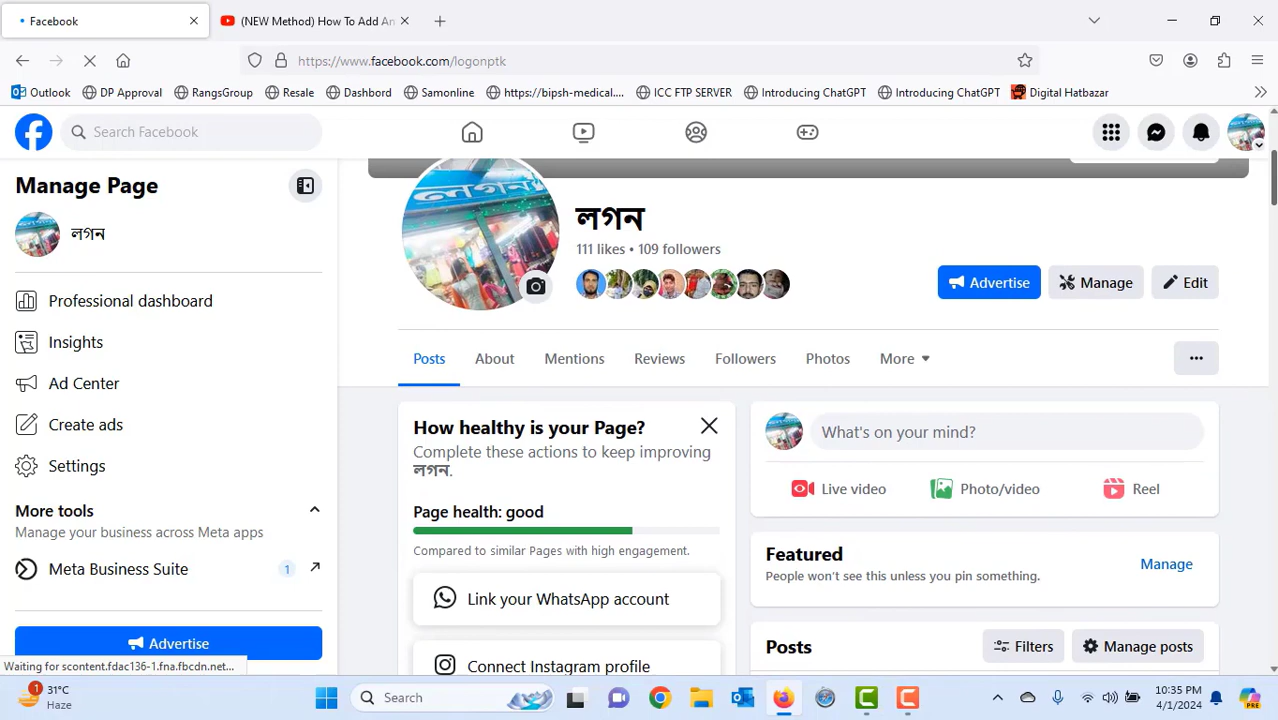 Facebook
(NEW Method) How To Add An
https://www.facebook.com/logonptk
Outlook
DP Approval
RangsGroup
Resale
Dashbord
Samonline
https://bipsh-medical....
ICC FTP SERVER
Introducing ChatGPT
Introducing ChatGPT
Digital Hatbazar
Search Facebook
Manage Page
লগন
Professional dashboard
Insights
Ad Center
Create ads
Settings
More tools
Manage your business across Meta apps
Meta Business Suite
1
Advertise
Waiting for scontent.fdac136-1.fna.fbcdn.net...
লগন
লগন
111 likes • 109 followers
Advertise
Manage
Edit
Posts
About
Mentions
Reviews
Followers
Photos
More
How healthy is your Page?
Complete these actions to keep improving
লগন.
Page health: good
Compared to similar Pages with high engagement.
Link your WhatsApp account
Connect Instagram profile
What's on your mind?
Live video
Photo/video
Reel
Featured
People won't see this unless you pin something.
Manage
Posts
Filters
Manage posts
1
31°C
Haze
Search
10:35 PM
4/1/2024
PRE